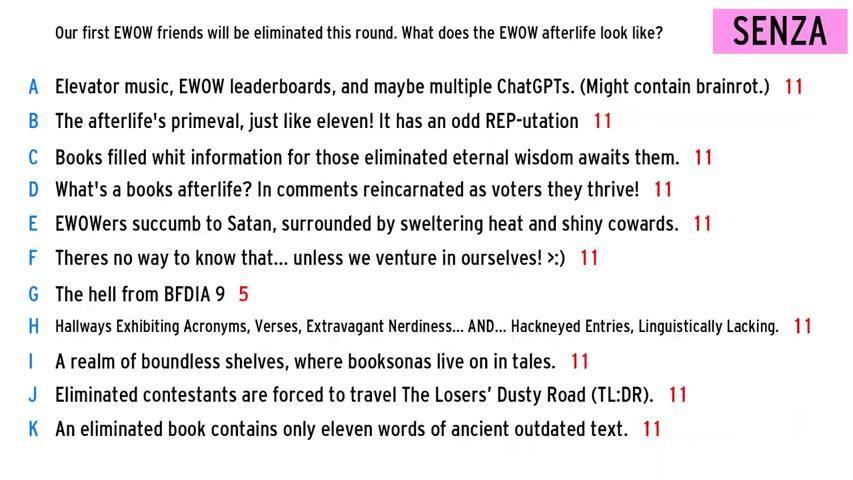 Our first EWOW friends will be eliminated this round. What does the EWOW afterlife look like?
SENZA
A Elevator music, EWOW leaderboards, and maybe multiple ChatGPTs. (Might contain brainrot.) 11
B The afterlife's primeval, just like eleven! It has an odd REP-utation 11
C Books filled whit information for those eliminated eternal wisdom awaits them. 11
D What's a books afterlife? In comments reincarnated as voters they thrive! 11
E EWOWers succumb to Satan, surrounded by sweltering heat and shiny cowards. 11
F Theres no way to know that... unless we venture in ourselves! >:) 11
G The hell from BFDIA 9 5
H Hallways Exhibiting Acronyms, Verses, Extravagant Nerdiness... AND... Hackneyed Entries, Linguistically Lacking. 11
I A realm of boundless shelves, where booksonas live on in tales. 11
J Eliminated contestants are forced to travel The Losers’ Dusty Road (TL:DR). 11
K An eliminated book contains only eleven words of ancient outdated text. 11